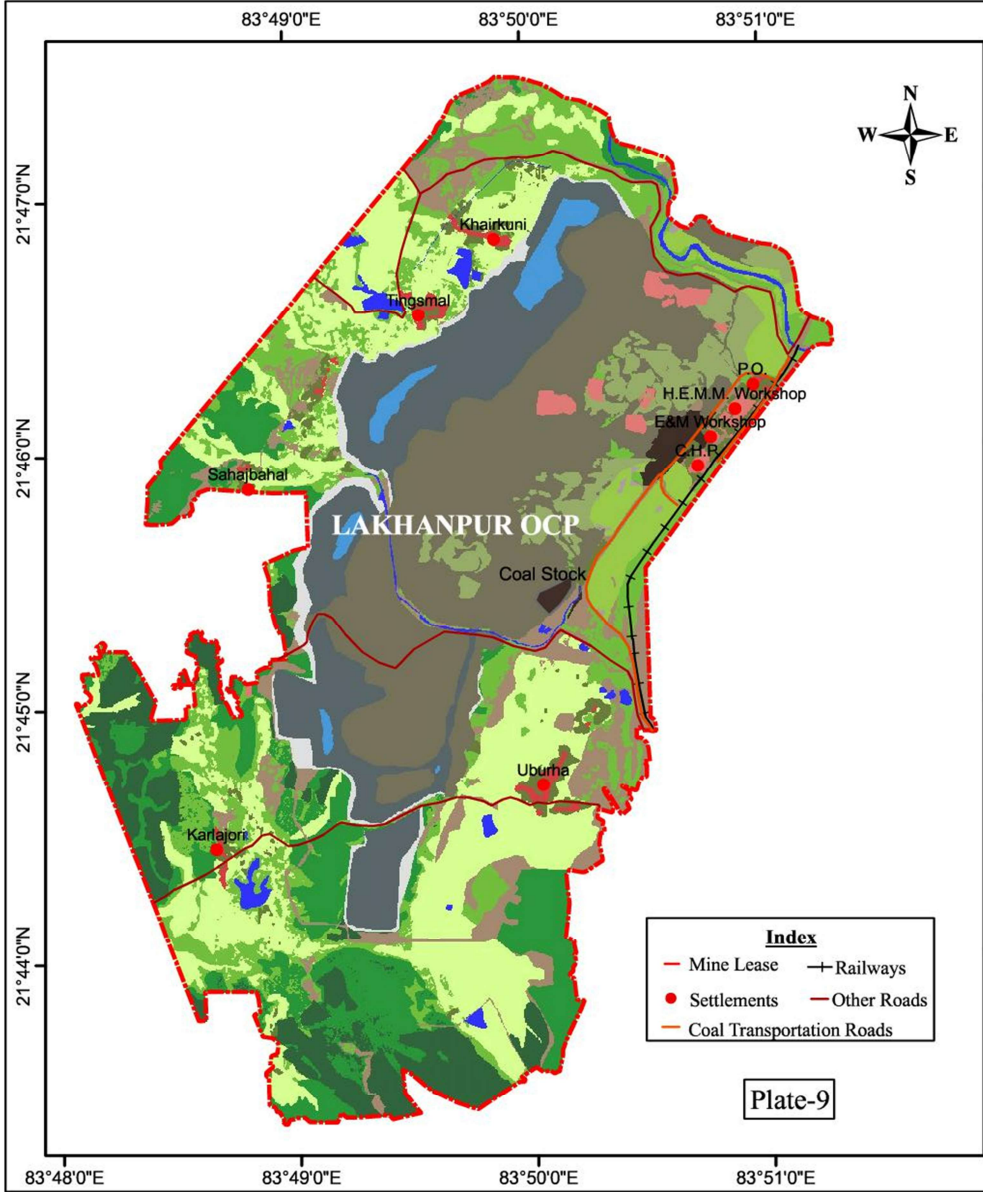 83°49'0"E 83°50'0"E 83°51'0"E
N
W E
S
21°47'0"N
Khairkuni
Tingsmal
P.O.
H.E.M.M. Workshop
E&M Workshop
21°46'0"N
C.H.P.
Sahajbahal
LAKHANPUR OCP
Coal Stock
21°45'0"N
Uburha
Karlajori
21°44'0"N
Index
Mine Lease Railways
Settlements Other Roads
Coal Transportation Roads
Plate-9
83°48'0"E 83°49'0"E 83°50'0"E 83°51'0"E